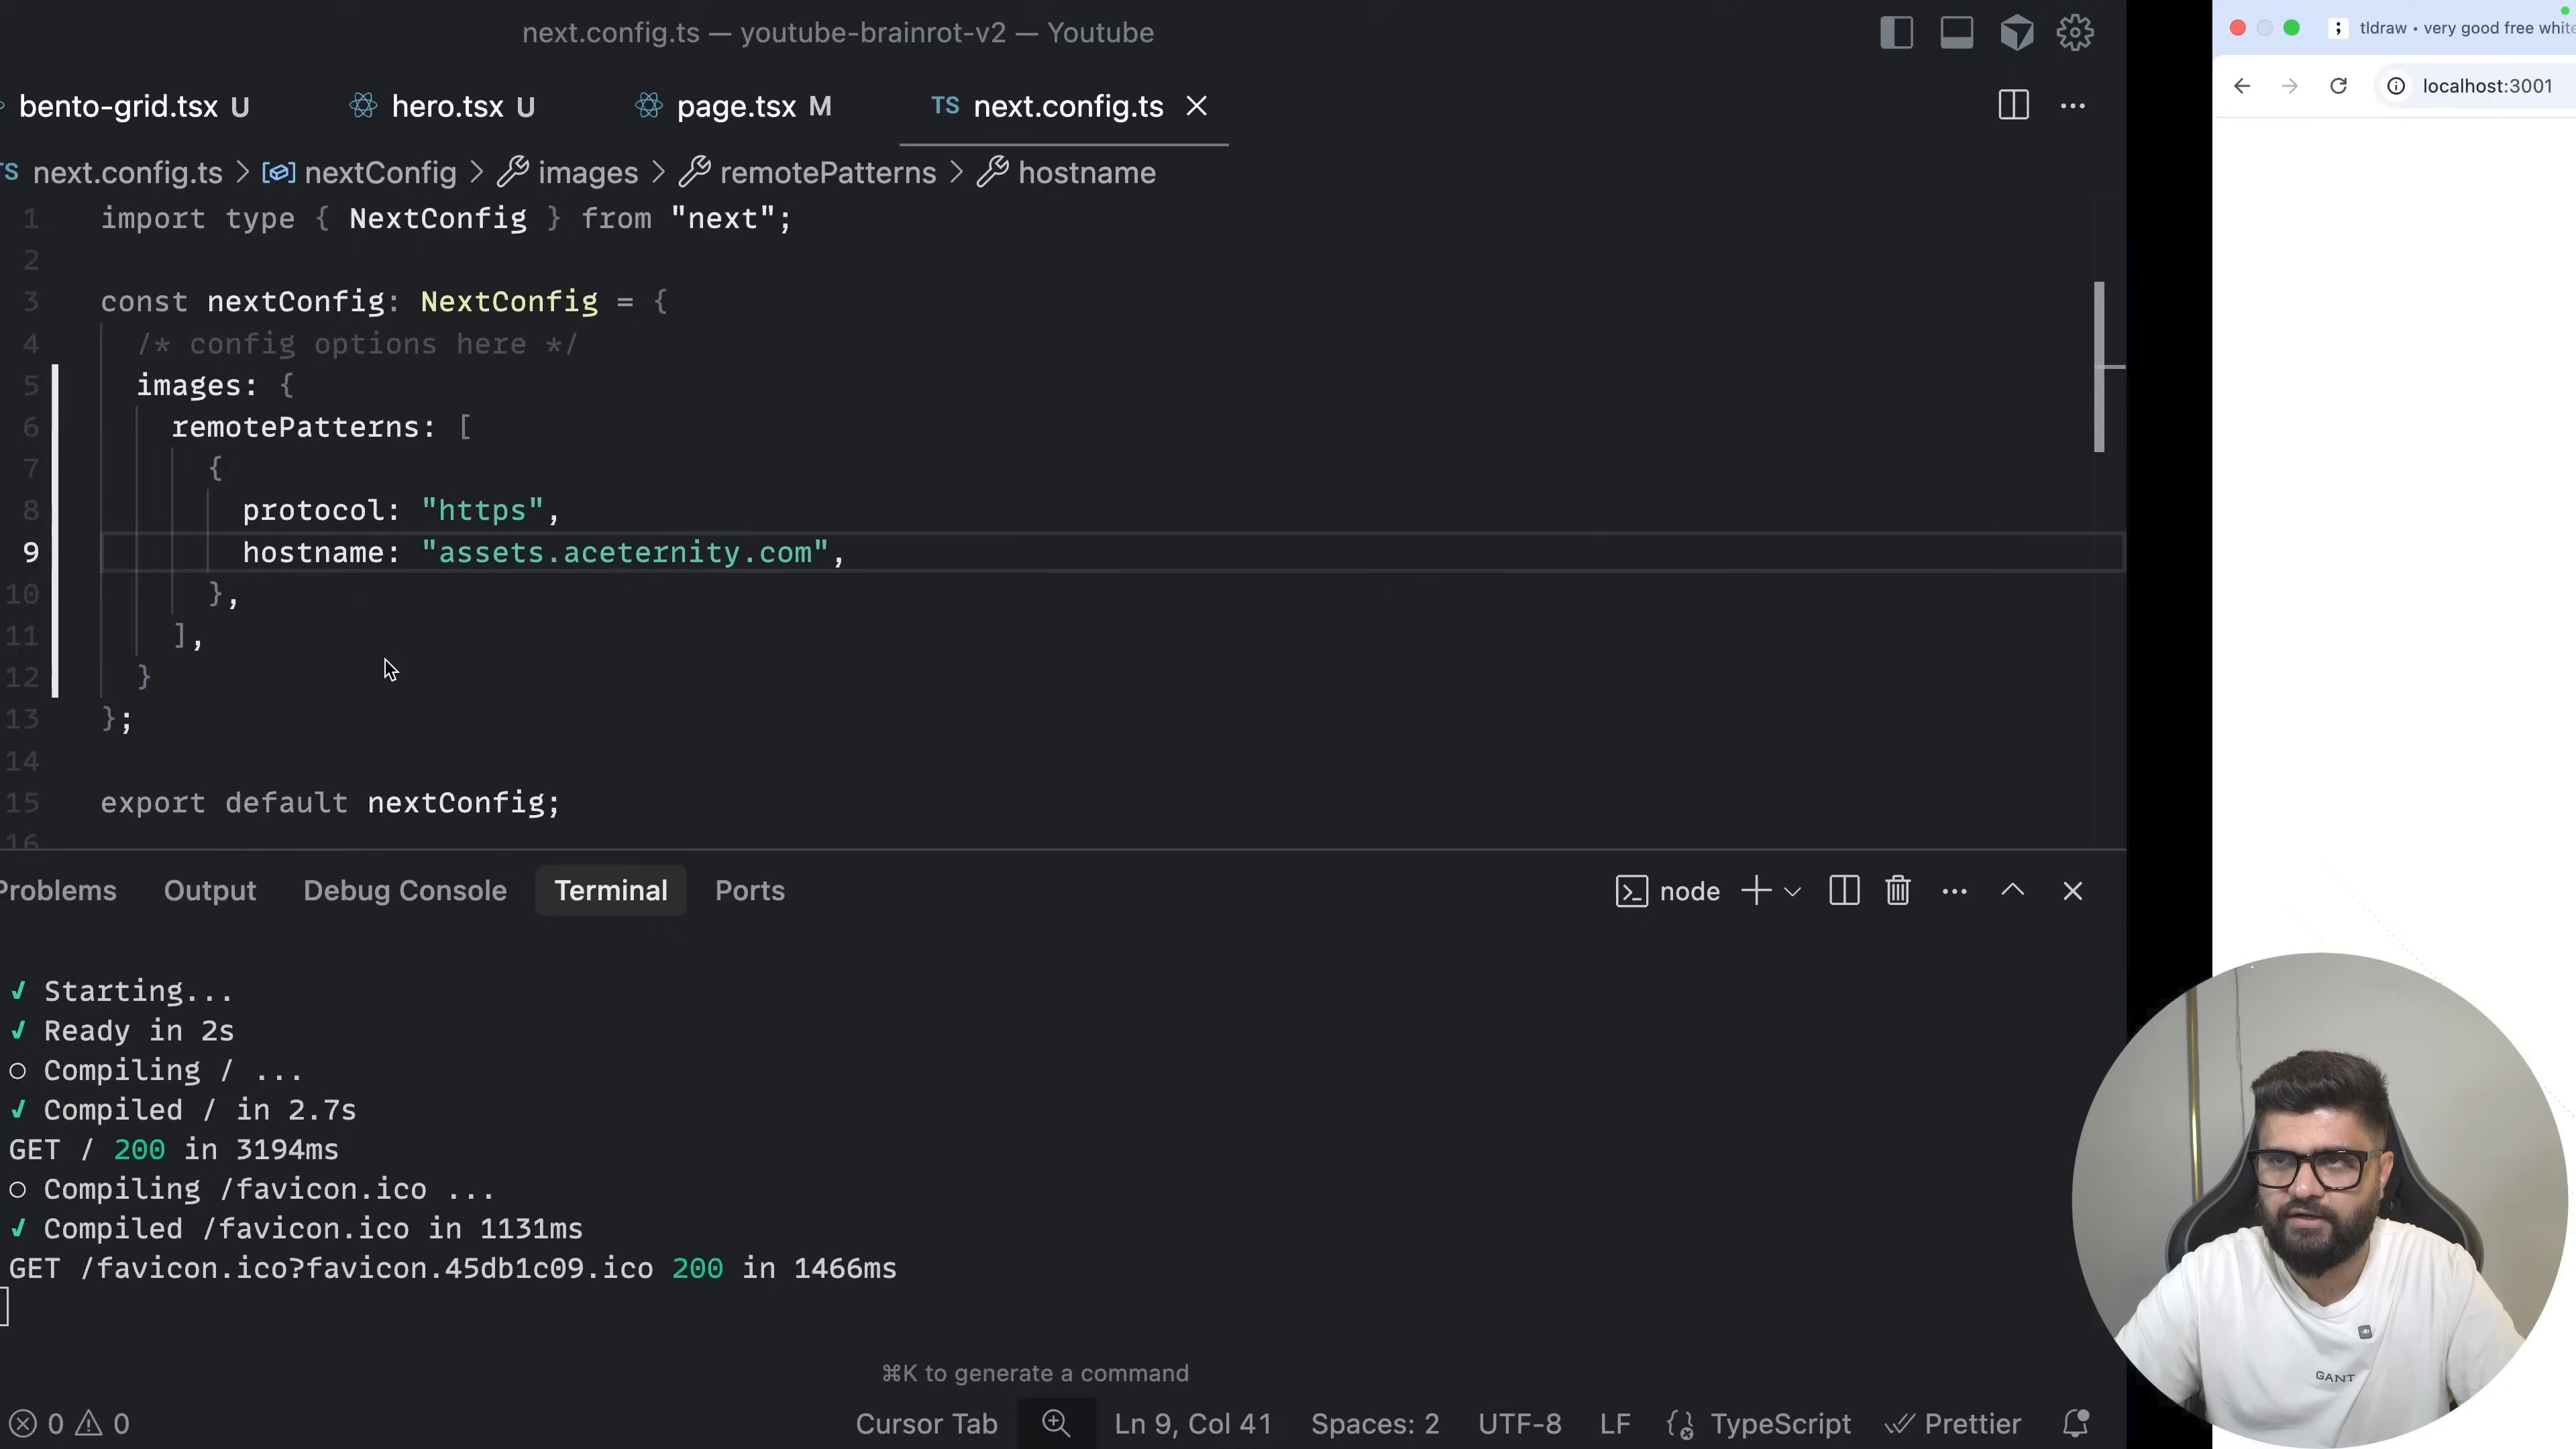 next.config.ts — youtube-brainrot-v2 — Youtube
bento-grid.tsx U
hero.tsx U
page.tsx M
TS next.config.ts
TS next.config.ts > nextConfig > images > remotePatterns > hostname
1 import type { NextConfig } from "next";
2
3 const nextConfig: NextConfig = {
4 /* config options here */
5 images: {
6 remotePatterns: [
7 {
8 protocol: "https",
9 hostname: "assets.aceternity.com",
10 },
11 ],
12 }
13 };
14
15 export default nextConfig;
16
Problems Output Debug Console Terminal Ports
node
✓ Starting...
✓ Ready in 2s
○ Compiling / ...
✓ Compiled / in 2.7s
GET / 200 in 3194ms
○ Compiling /favicon.ico ...
✓ Compiled /favicon.ico in 1131ms
GET /favicon.ico?favicon.45db1c09.ico 200 in 1466ms
⌘K to generate a command
0 0 Cursor Tab Ln 9, Col 41 Spaces: 2 UTF-8 LF TypeScript Prettier
tldraw • very good free white
localhost:3001
GANT